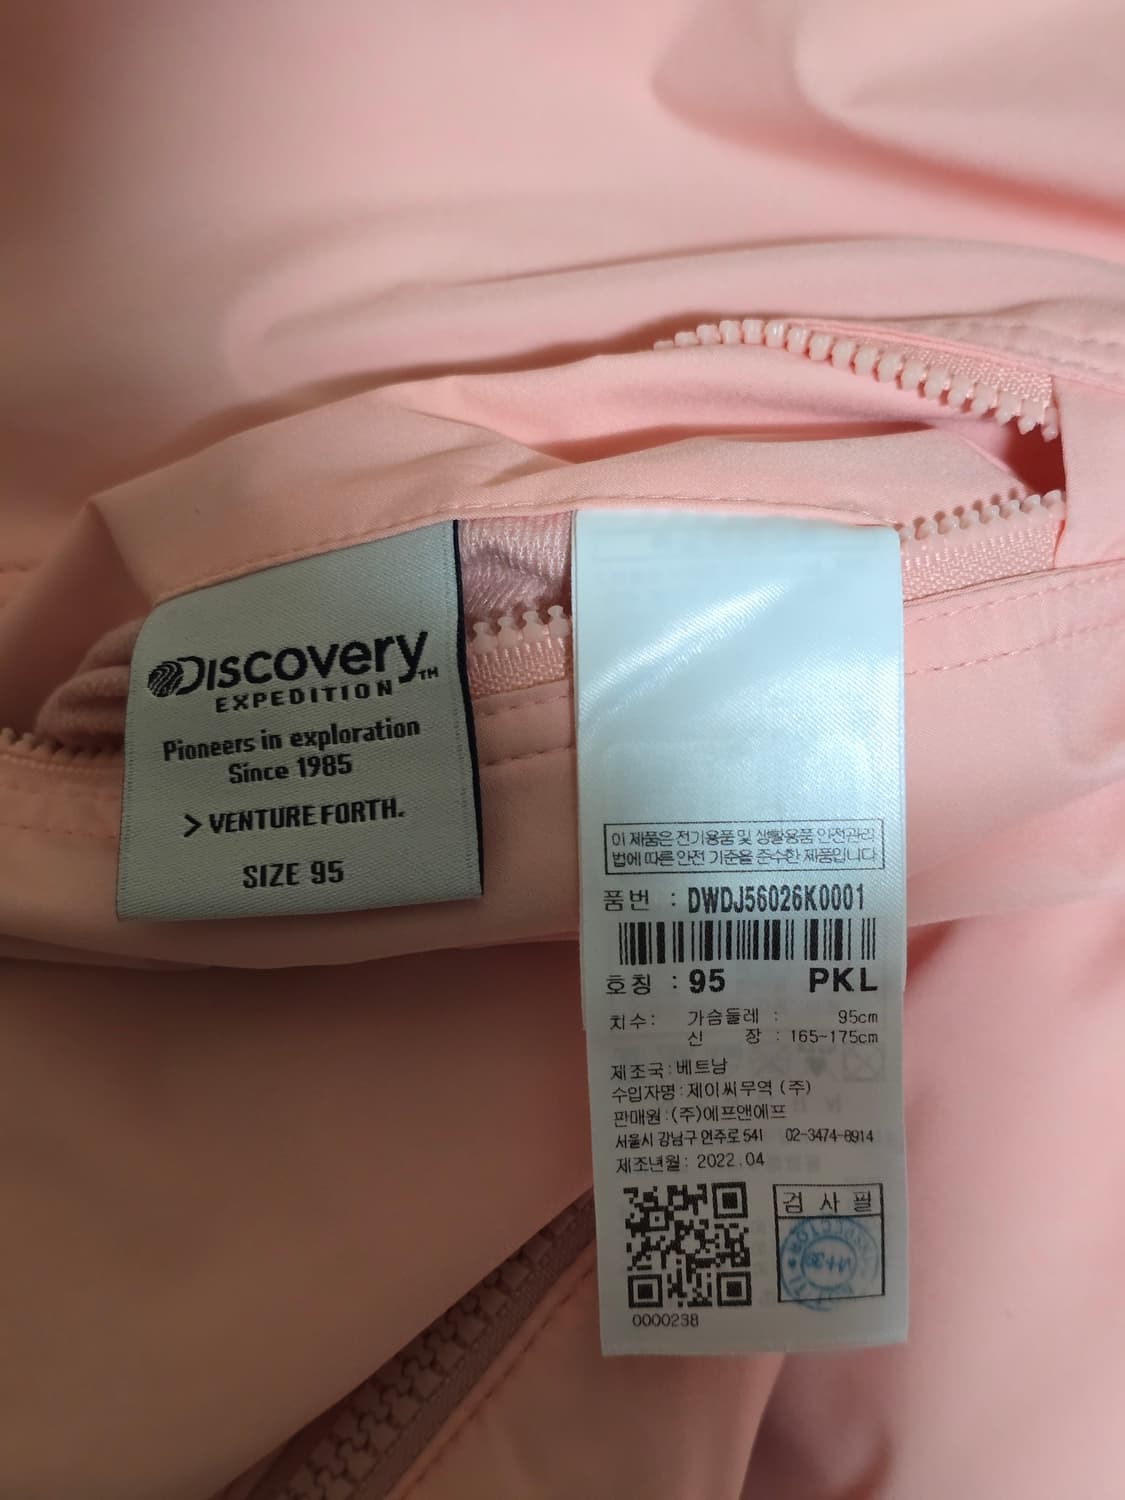 DISCOVERY™
EXPEDITION
Pioneers in exploration
Since 1985
> VENTURE FORTH.
SIZE 95
이 제품은 전기용품 및 생활용품 안전관리
법에 따른 안전 기준을 준수한 제품입니다
품번 : DWDJ56026K0001
호칭 : 95 PKL
치수: 가슴둘레 : 95cm
신 장 : 165~175cm
제조국: 베트남
수입자명: 제이씨무역 (주)
판매원:(주)에프앤에프
서울시 강남구 언주로 541 02-3474-8914
제조년월: 2022.04
검사필
0000238